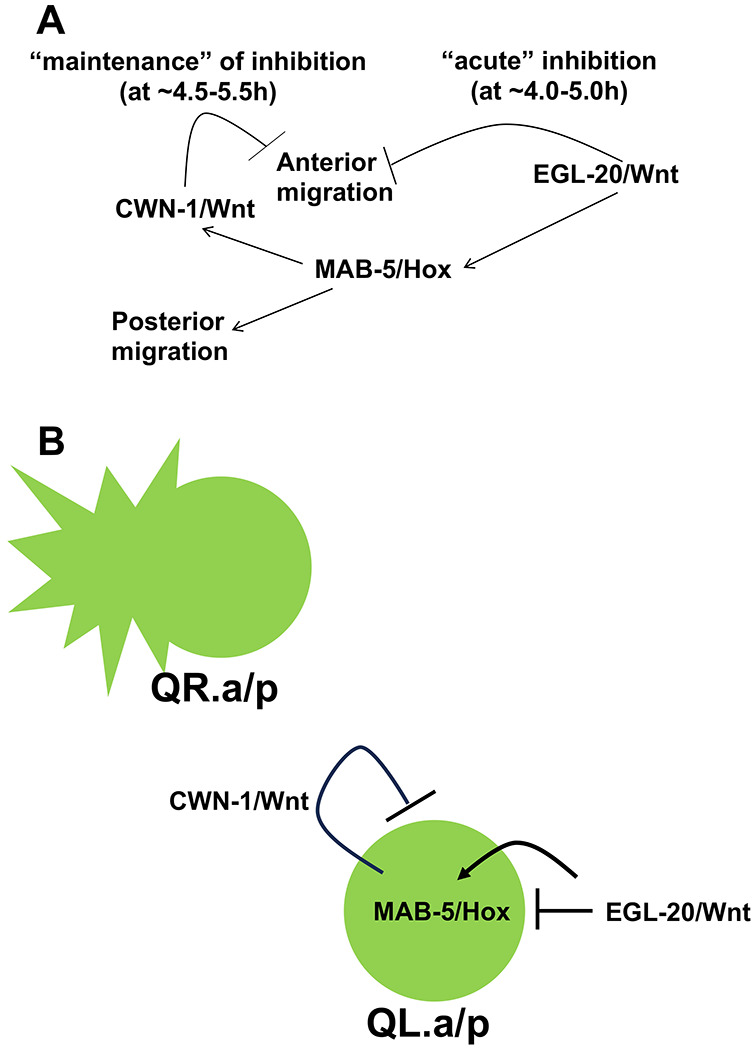 A
“maintenance” of inhibition
(at ~4.5-5.5h)
“acute” inhibition
(at ~4.0-5.0h)
Anterior
migration
EGL-20/Wnt
CWN-1/Wnt
MAB-5/Hox
Posterior
migration
B
QR.a/p
CWN-1/Wnt
MAB-5/Hox
EGL-20/Wnt
QL.a/p